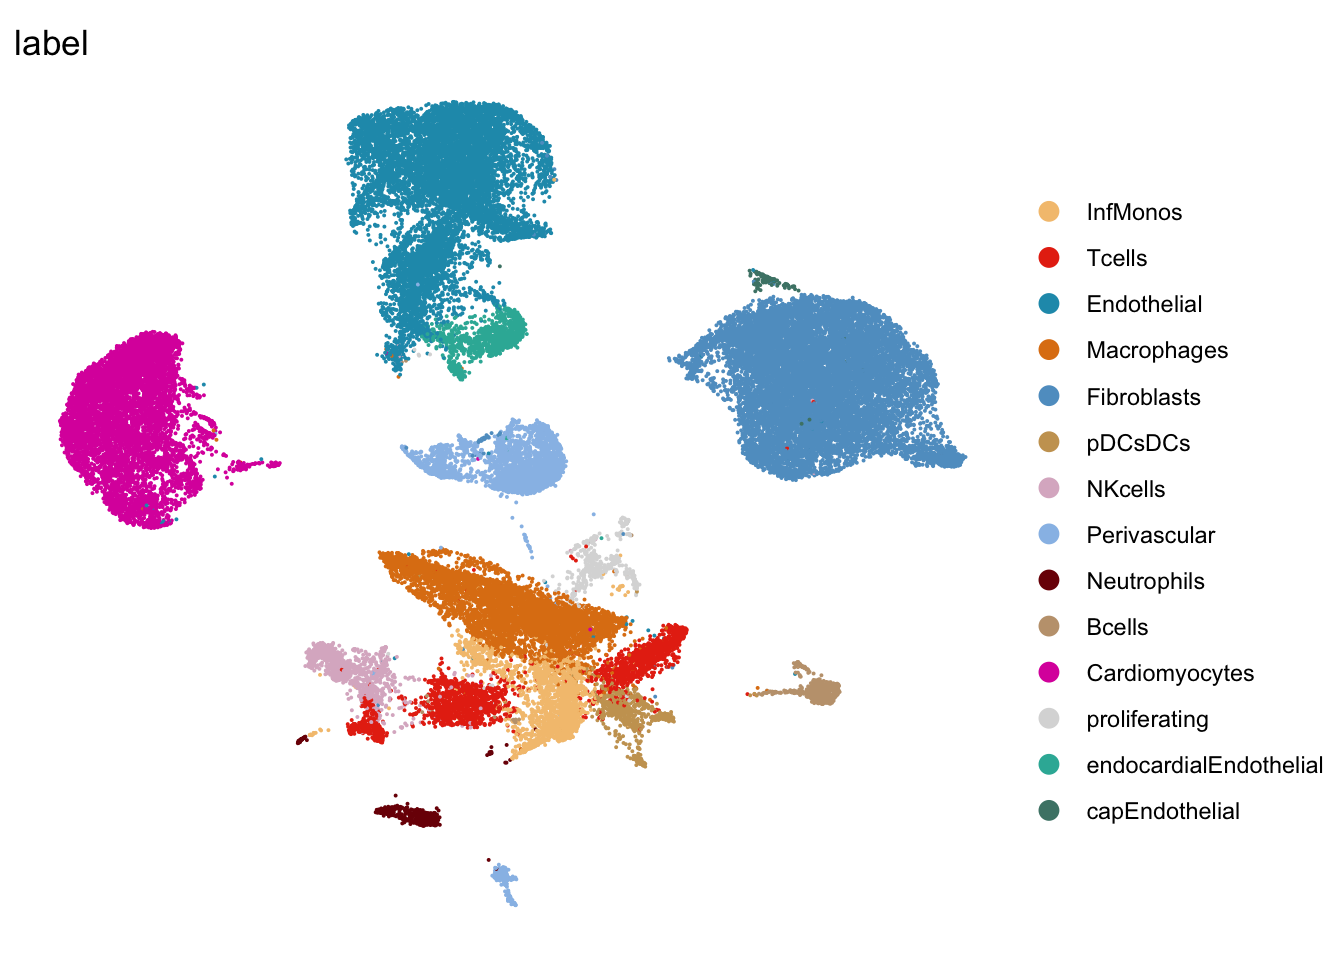 label
InfMonos
Tcells
Endothelial
Macrophages
Fibroblasts
pDCsDCs
NKcells
Perivascular
Neutrophils
Bcells
Cardiomyocytes
proliferating
endocardialEndothelial
capEndothelial